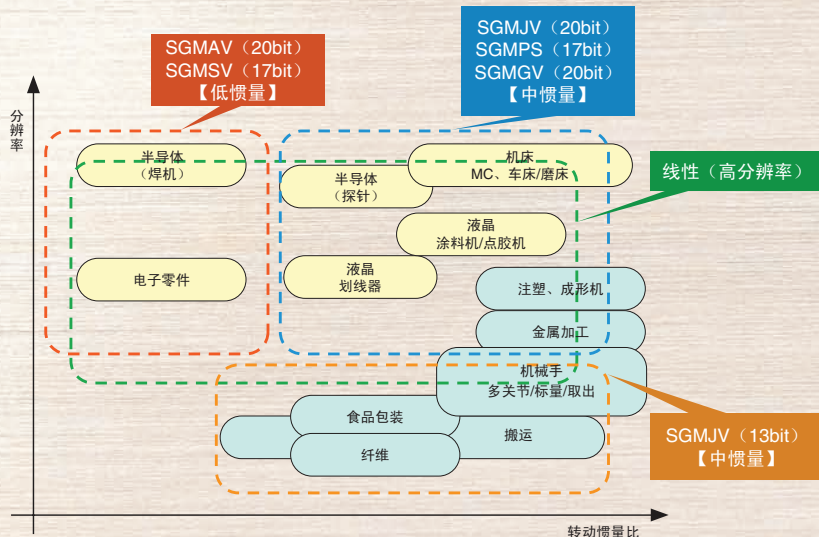 SGMAV（20bit）
SGMSV（17bit）
【低惯量】
SGMJV（20bit）
SGMPS（17bit）
SGMGV（20bit）
【中惯量】
分辨率
半导体
（焊机）
半导体
（探针）
机床
MC、车床/磨床
线性（高分辨率）
液晶
涂料机/点胶机
电子零件
液晶
划线器
注塑、成形机
金属加工
机械手
多关节/标量/取出
食品包装
搬运
纤维
SGMJV（13bit）
【中惯量】
转动惯量比